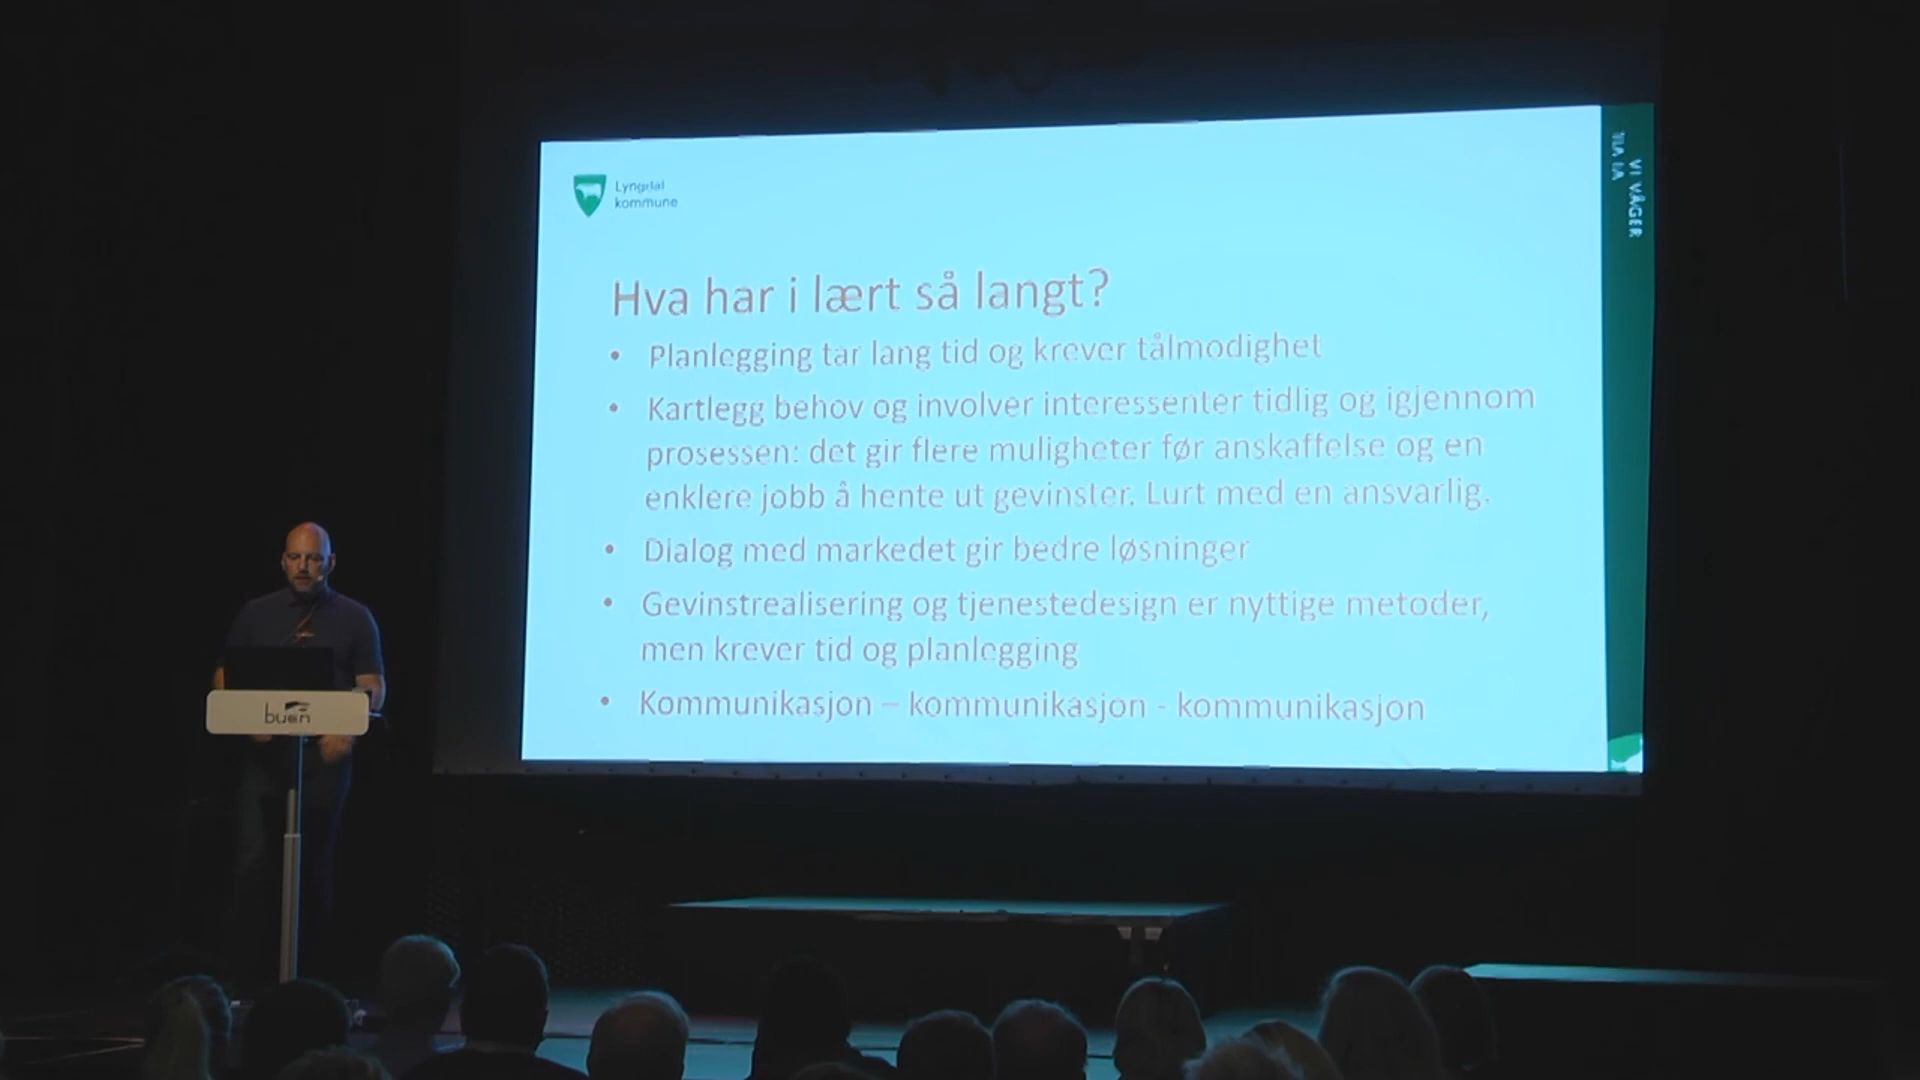 Lyngdal
kommune
VI VÅGER
Hva har i lært så langt?
• Planlegging tar lang tid og krever tålmodighet
• Kartlegg behov og involver interessenter tidlig og igjennom
prosessen: det gir flere muligheter før anskaffelse og en
enklere jobb å hente ut gevinster. Lurt med en ansvarlig.
• Dialog med markedet gir bedre løsninger
• Gevinstrealisering og tjenestedesign er nyttige metoder,
men krever tid og planlegging
• Kommunikasjon – kommunikasjon - kommunikasjon
buen